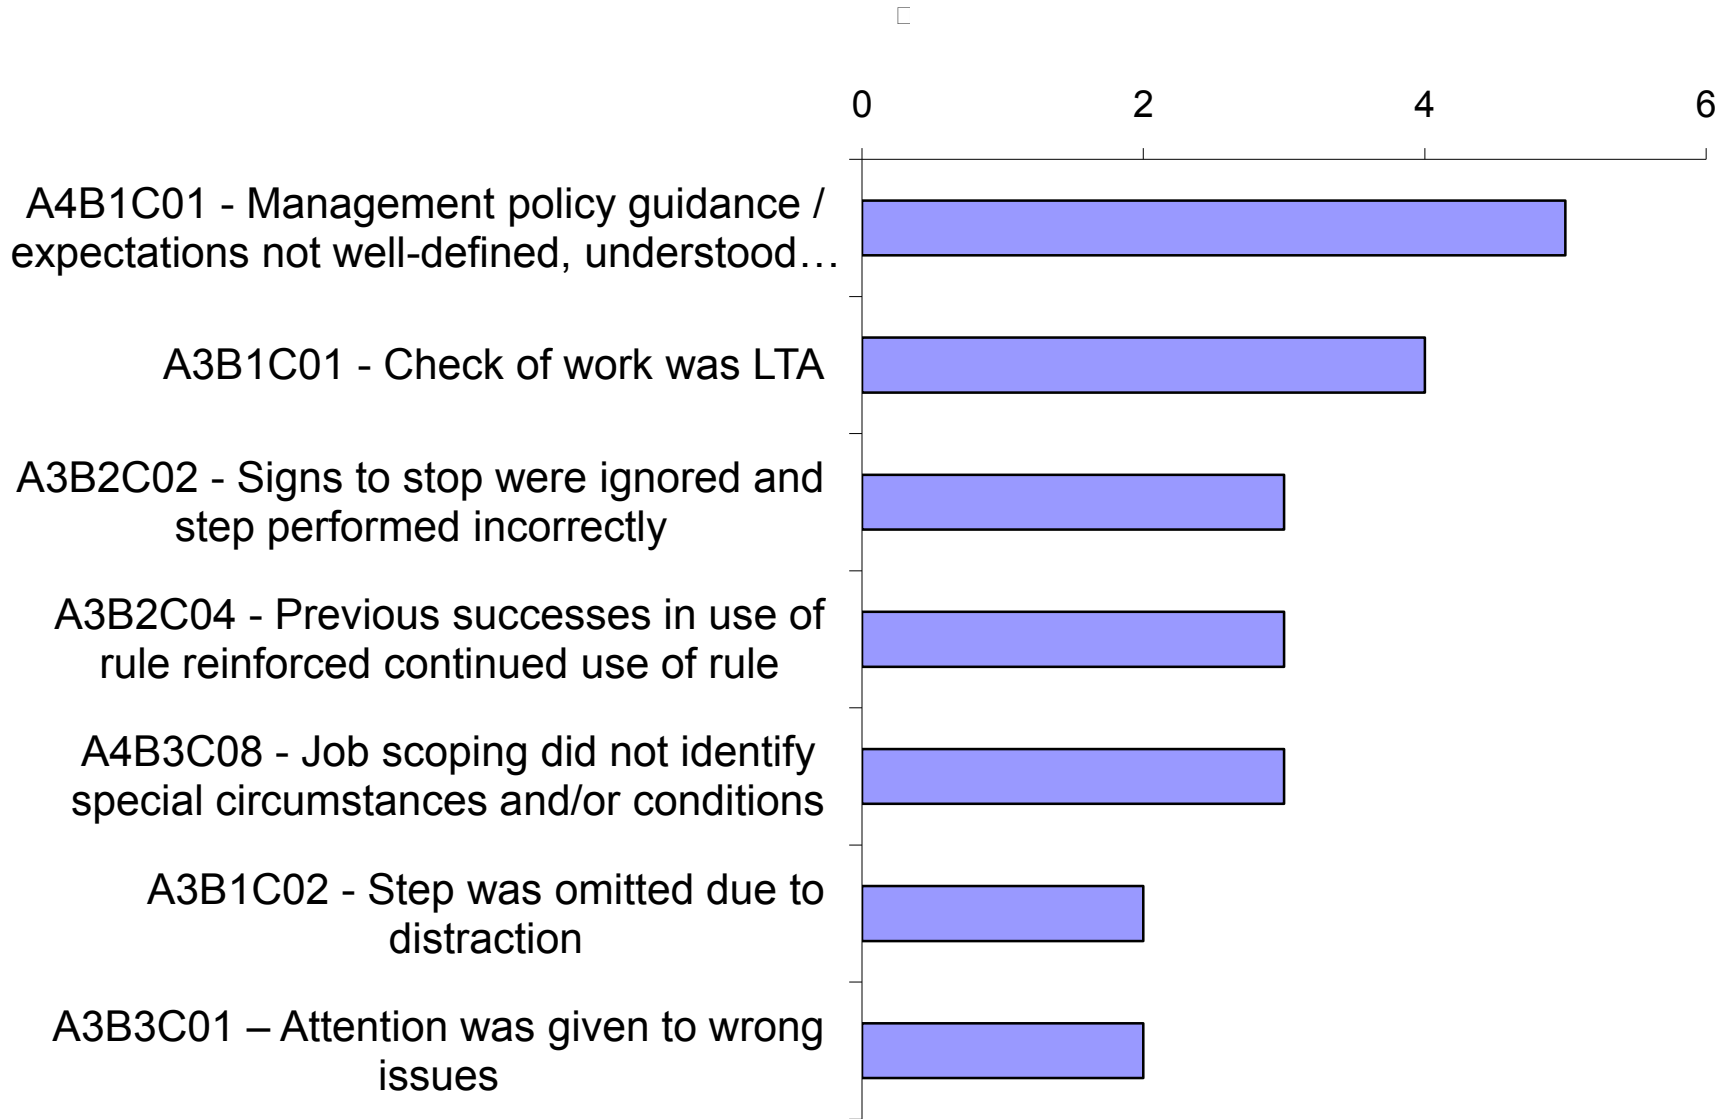 0 2 4 6
A4B1C01 - Management policy guidance /
expectations not well-defined, understood…
A3B1C01 - Check of work was LTA
A3B2C02 - Signs to stop were ignored and
step performed incorrectly
A3B2C04 - Previous successes in use of
rule reinforced continued use of rule
A4B3C08 - Job scoping did not identify
special circumstances and/or conditions
A3B1C02 - Step was omitted due to
distraction
A3B3C01 – Attention was given to wrong
issues